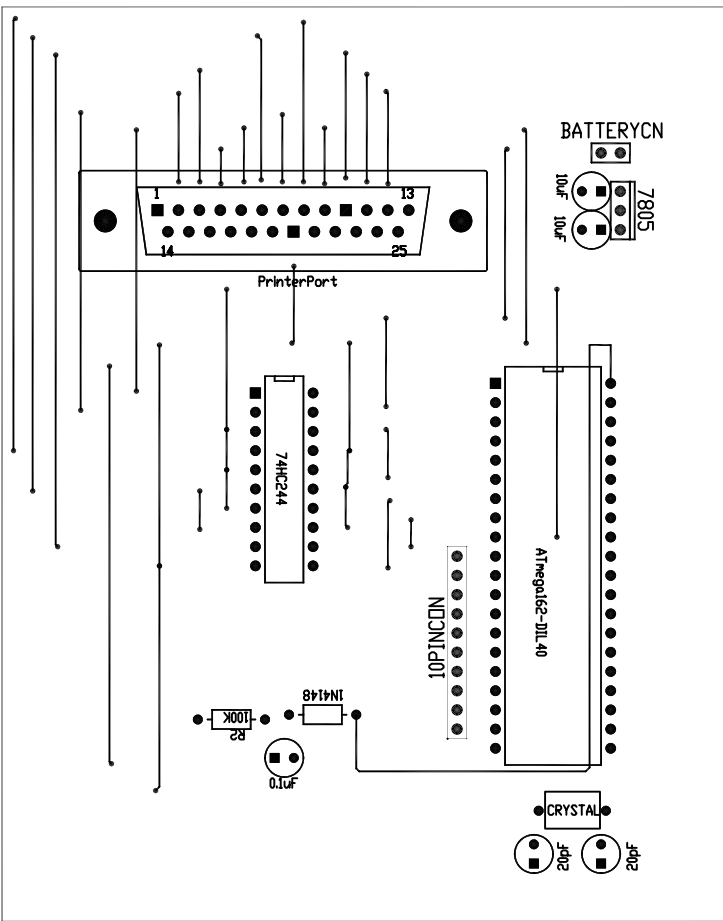 BATTERYCN
10uF
7805
10uF
1
13
14
25
PrinterPort
74HC244
ATmega162-DIL40
10PINCON
1N4148
100K
R2
0.1uF
CRYSTAL
20pF
20pF